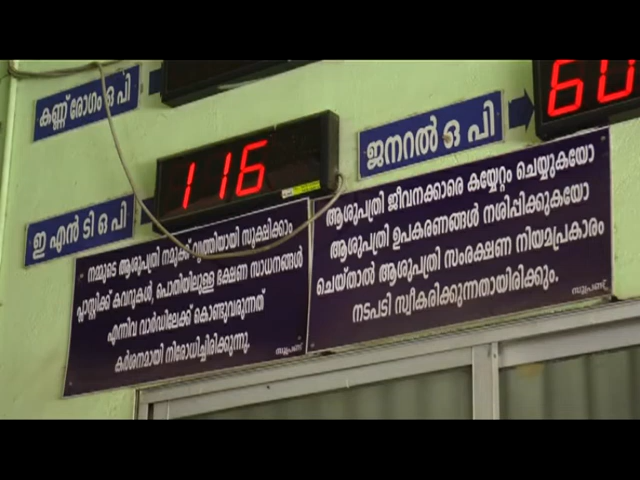 കണ്ണ് രോഗം ഒ പി
116
ഇ എൻ ടി ഒ പി
ജനറൽ ഒ പി
60
നമ്മുടെ ആശുപത്രി നമുക്ക് വൃത്തിയായി സൂക്ഷിക്കാം
പ്ലാസ്റ്റിക്ക് കവറുകൾ, പൊതിയിലുള്ള ഭക്ഷണ സാധനങ്ങൾ
എന്നിവ വാർഡിലേക്ക് കൊണ്ടുവരുന്നത്
കർശനമായി നിരോധിച്ചിരിക്കുന്നു.
സൂപ്രണ്ട്
ആശുപത്രി ജീവനക്കാരെ കയ്യേറ്റം ചെയ്യുകയോ
ആശുപത്രി ഉപകരണങ്ങൾ നശിപ്പിക്കുകയോ
ചെയ്താൽ ആശുപത്രി സംരക്ഷണ നിയമപ്രകാരം
നടപടി സ്വീകരിക്കുന്നതായിരിക്കും.
സൂപ്രണ്ട്